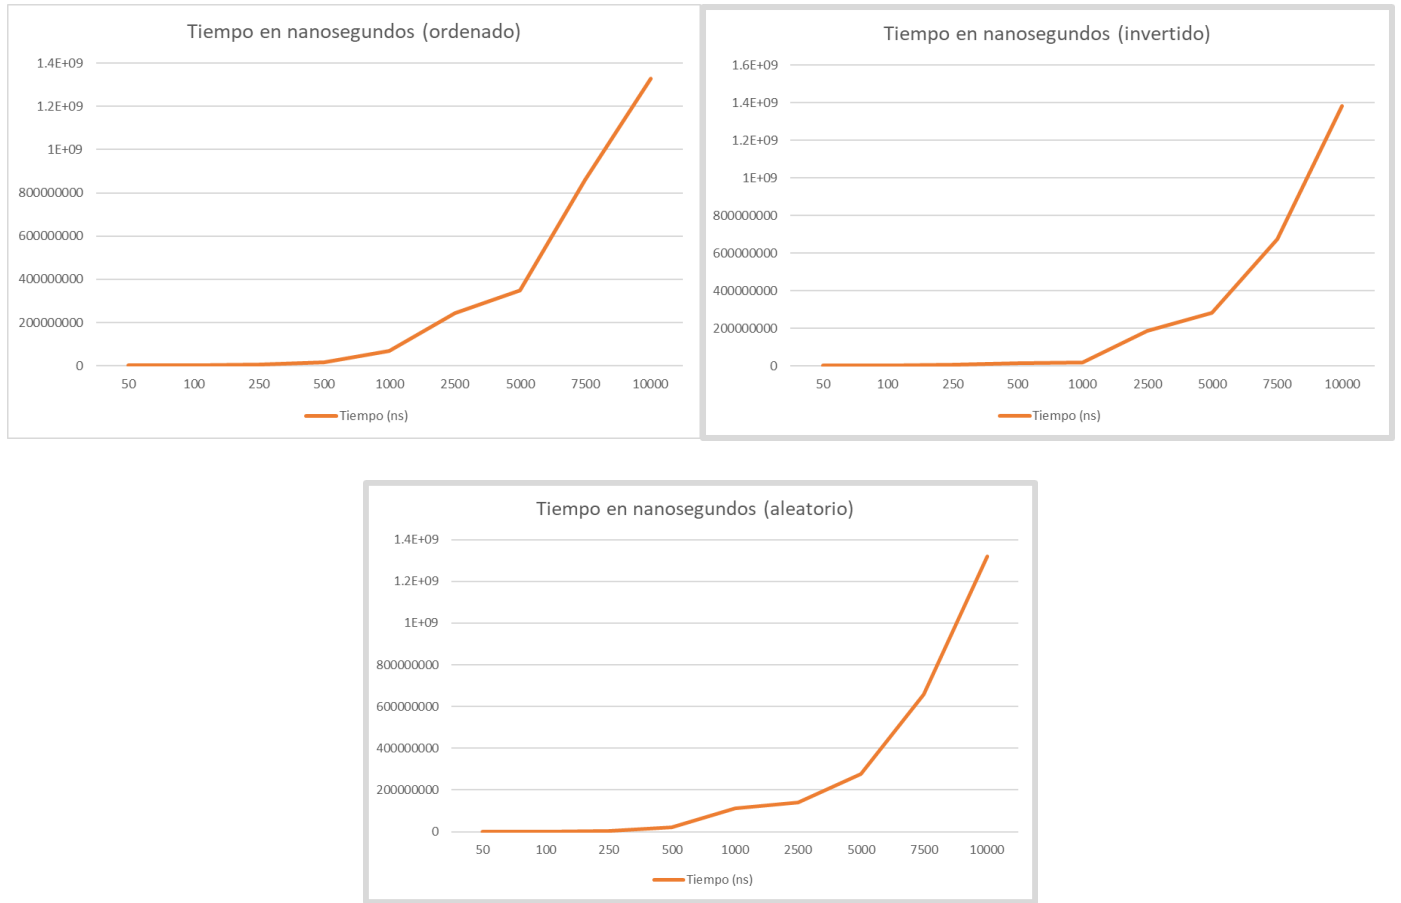 Tiempo en nanosegundos (ordenado)
1.4E+09
1.2E+09
1E+09
800000000
600000000
400000000
200000000
0
50 100 250 500 1000 2500 5000 7500 10000
Tiempo (ns)
Tiempo en nanosegundos (invertido)
1.6E+09
1.4E+09
1.2E+09
1E+09
800000000
600000000
400000000
200000000
0
50 100 250 500 1000 2500 5000 7500 10000
Tiempo (ns)
Tiempo en nanosegundos (aleatorio)
1.4E+09
1.2E+09
1E+09
800000000
600000000
400000000
200000000
0
50 100 250 500 1000 2500 5000 7500 10000
Tiempo (ns)